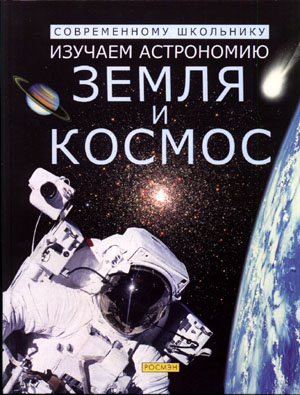 СОВРЕМЕННОМУ ШКОЛЬНИКУ
ИЗУЧАЕМ АСТРОНОМИЮ
ЗЕМЛЯ
И
КОСМОС
РОСМЭН